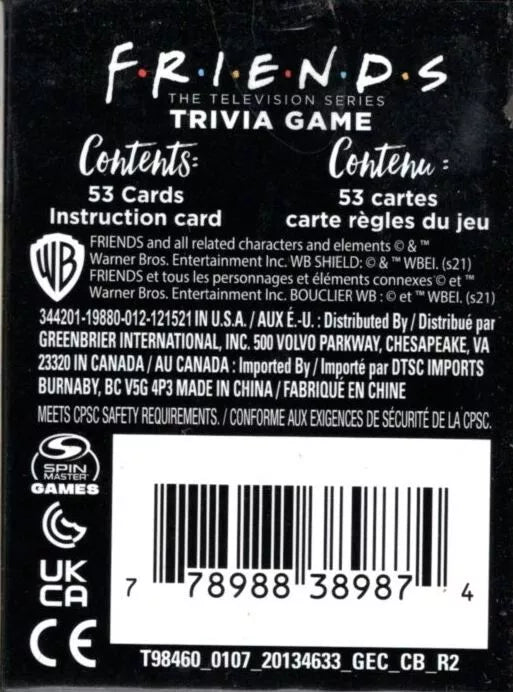 F.R.I.E.N.D.S
THE TELEVISION SERIES
TRIVIA GAME
Contents:
53 Cards
Instruction card
Contenu :
53 cartes
carte règles du jeu
WB
FRIENDS and all related characters and elements © & ™
Warner Bros. Entertainment Inc. WB SHIELD: © & ™ WBEI. (s21)
FRIENDS et tous les personnages et éléments connexes © et ™
Warner Bros. Entertainment Inc. BOUCLIER WB : © et ™ WBEI. (s21)
344201-19880-012-121521 IN U.S.A. / AUX É.-U. : Distributed By / Distribué par
GREENBRIER INTERNATIONAL, INC. 500 VOLVO PARKWAY, CHESAPEAKE, VA
23320 IN CANADA / AU CANADA : Imported By / Importé par DTSC IMPORTS
BURNABY, BC V5G 4P3 MADE IN CHINA / FABRIQUÉ EN CHINE
MEETS CPSC SAFETY REQUIREMENTS. / CONFORME AUX EXIGENCES DE SÉCURITÉ DE LA CPSC.
SPIN
MASTER
GAMES
UK
CA
CE
7 78988 38987 4
T98460_0107_20134633_GEC_CB_R2